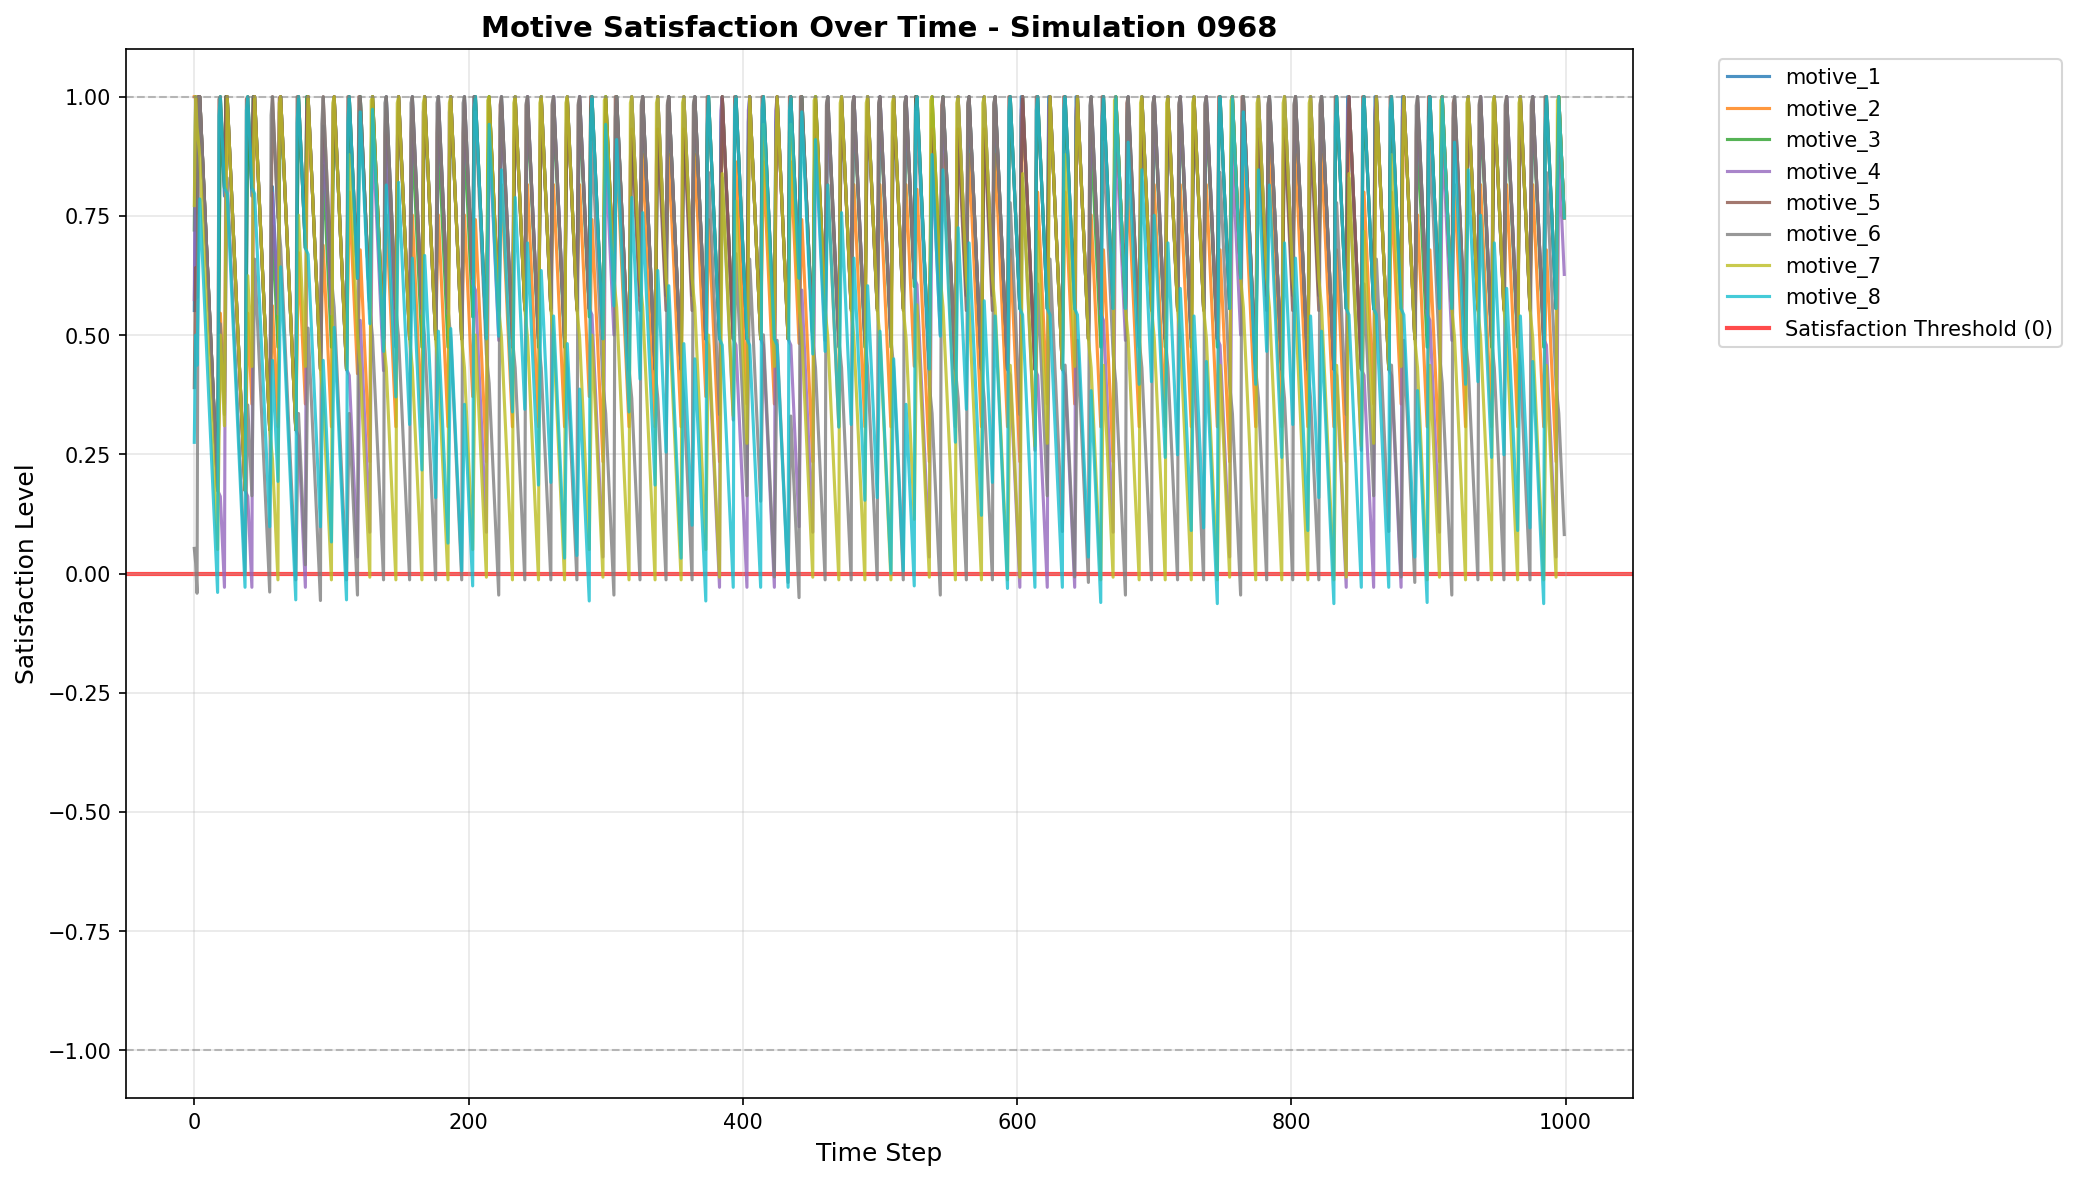 Motive Satisfaction Over Time - Simulation 0968
1.00
0.75
0.50
0.25
0.00
−0.25
−0.50
−0.75
−1.00
Satisfaction Level
0
200
400
600
800
1000
Time Step
motive_1
motive_2
motive_3
motive_4
motive_5
motive_6
motive_7
motive_8
Satisfaction Threshold (0)